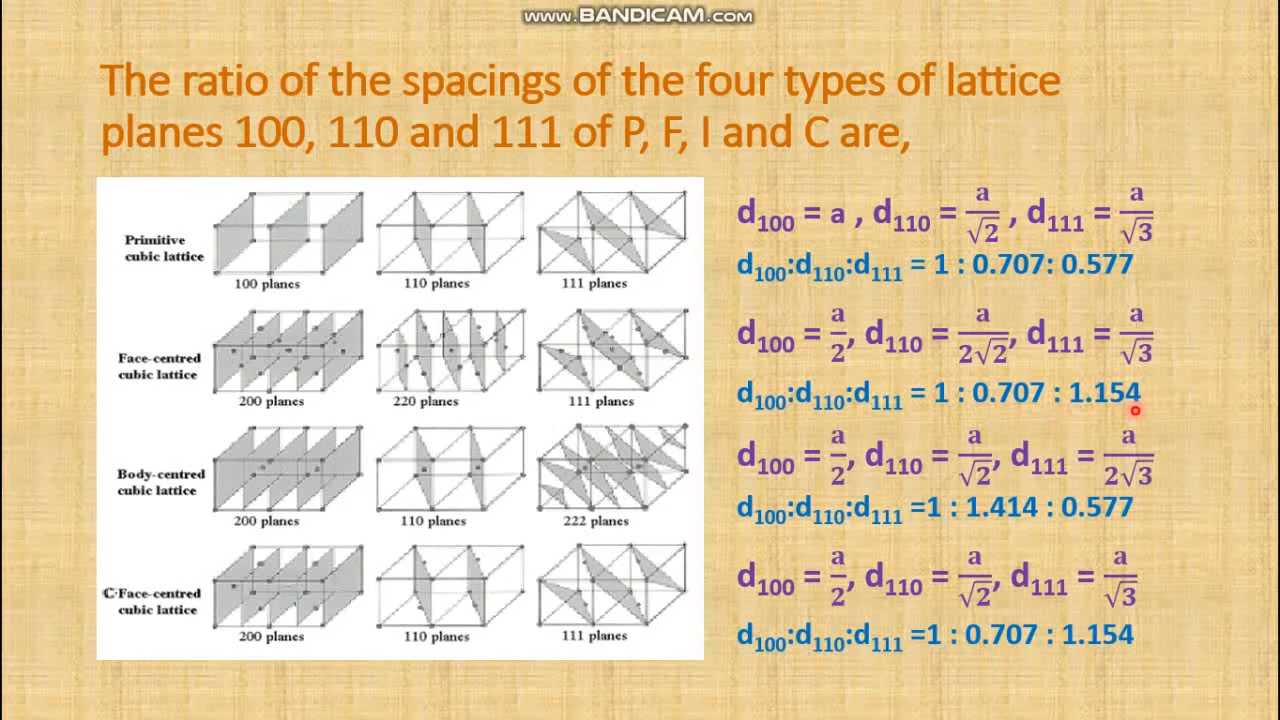 www.BANDICAM.com
The ratio of the spacings of the four types of lattice
planes 100, 110 and 111 of P, F, I and C are,
Primitive
cubic lattice
100 planes
110 planes
111 planes
d₁₀₀ = a , d₁₁₀ = a/√2 , d₁₁₁ = a/√3
d₁₀₀:d₁₁₀:d₁₁₁ = 1 : 0.707: 0.577
Face-centred
cubic lattice
200 planes
220 planes
111 planes
d₁₀₀ = a/2, d₁₁₀ = a/2√2, d₁₁₁ = a/√3
d₁₀₀:d₁₁₀:d₁₁₁ = 1 : 0.707 : 1.154
Body-centred
cubic lattice
200 planes
110 planes
222 planes
d₁₀₀ = a/2, d₁₁₀ = a/√2, d₁₁₁ = a/2√3
d₁₀₀:d₁₁₀:d₁₁₁ =1 : 1.414 : 0.577
C-Face-centred
cubic lattice
200 planes
110 planes
111 planes
d₁₀₀ = a/2, d₁₁₀ = a/√2, d₁₁₁ = a/√3
d₁₀₀:d₁₁₀:d₁₁₁ =1 : 0.707 : 1.154